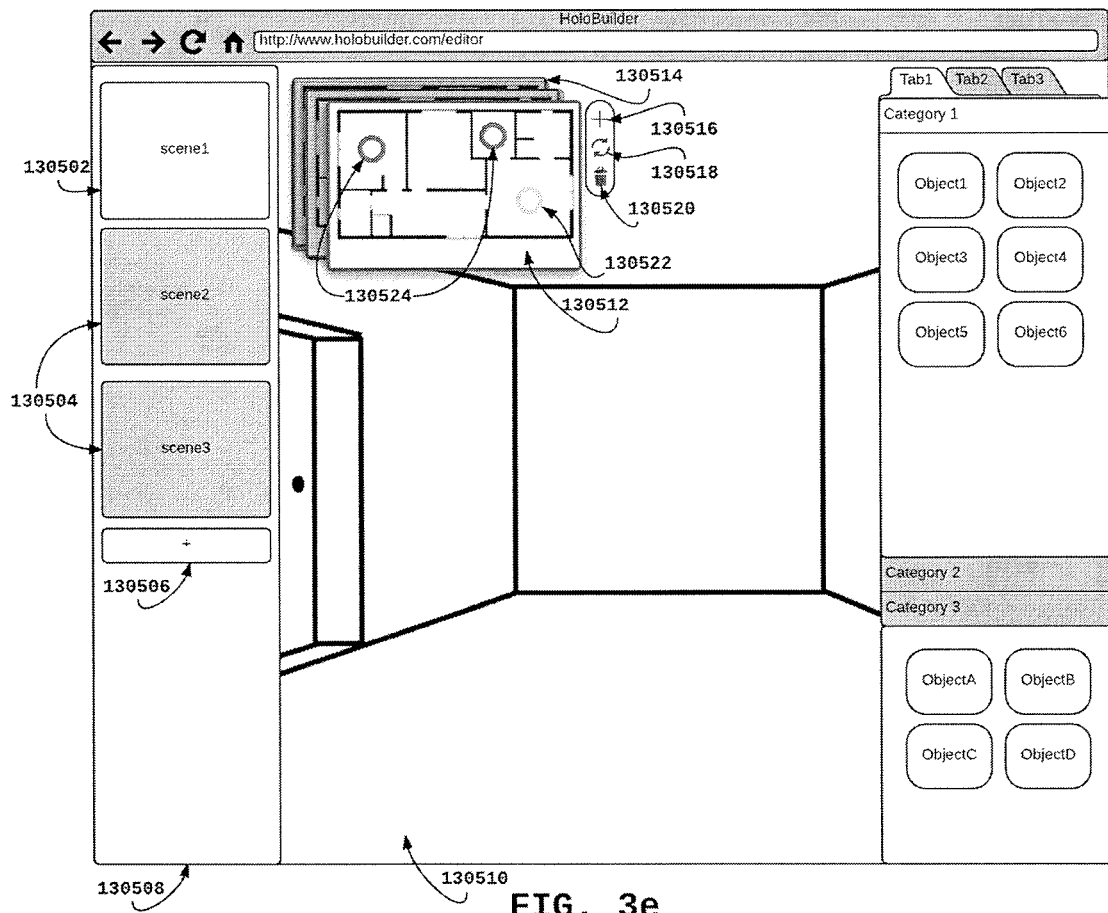 HoloBuilder
http://www.holobuilder.com/editor
130514
Tab1 Tab2 Tab3
Category 1
130516
scene1
130502
130518
Object1 Object2
130520
130522
Object3 Object4
130524
130512
scene2
Object5 Object6
130504
scene3
+
130506
Category 2
Category 3
ObjectA ObjectB
ObjectC ObjectD
130508
130510
FIG. 3e